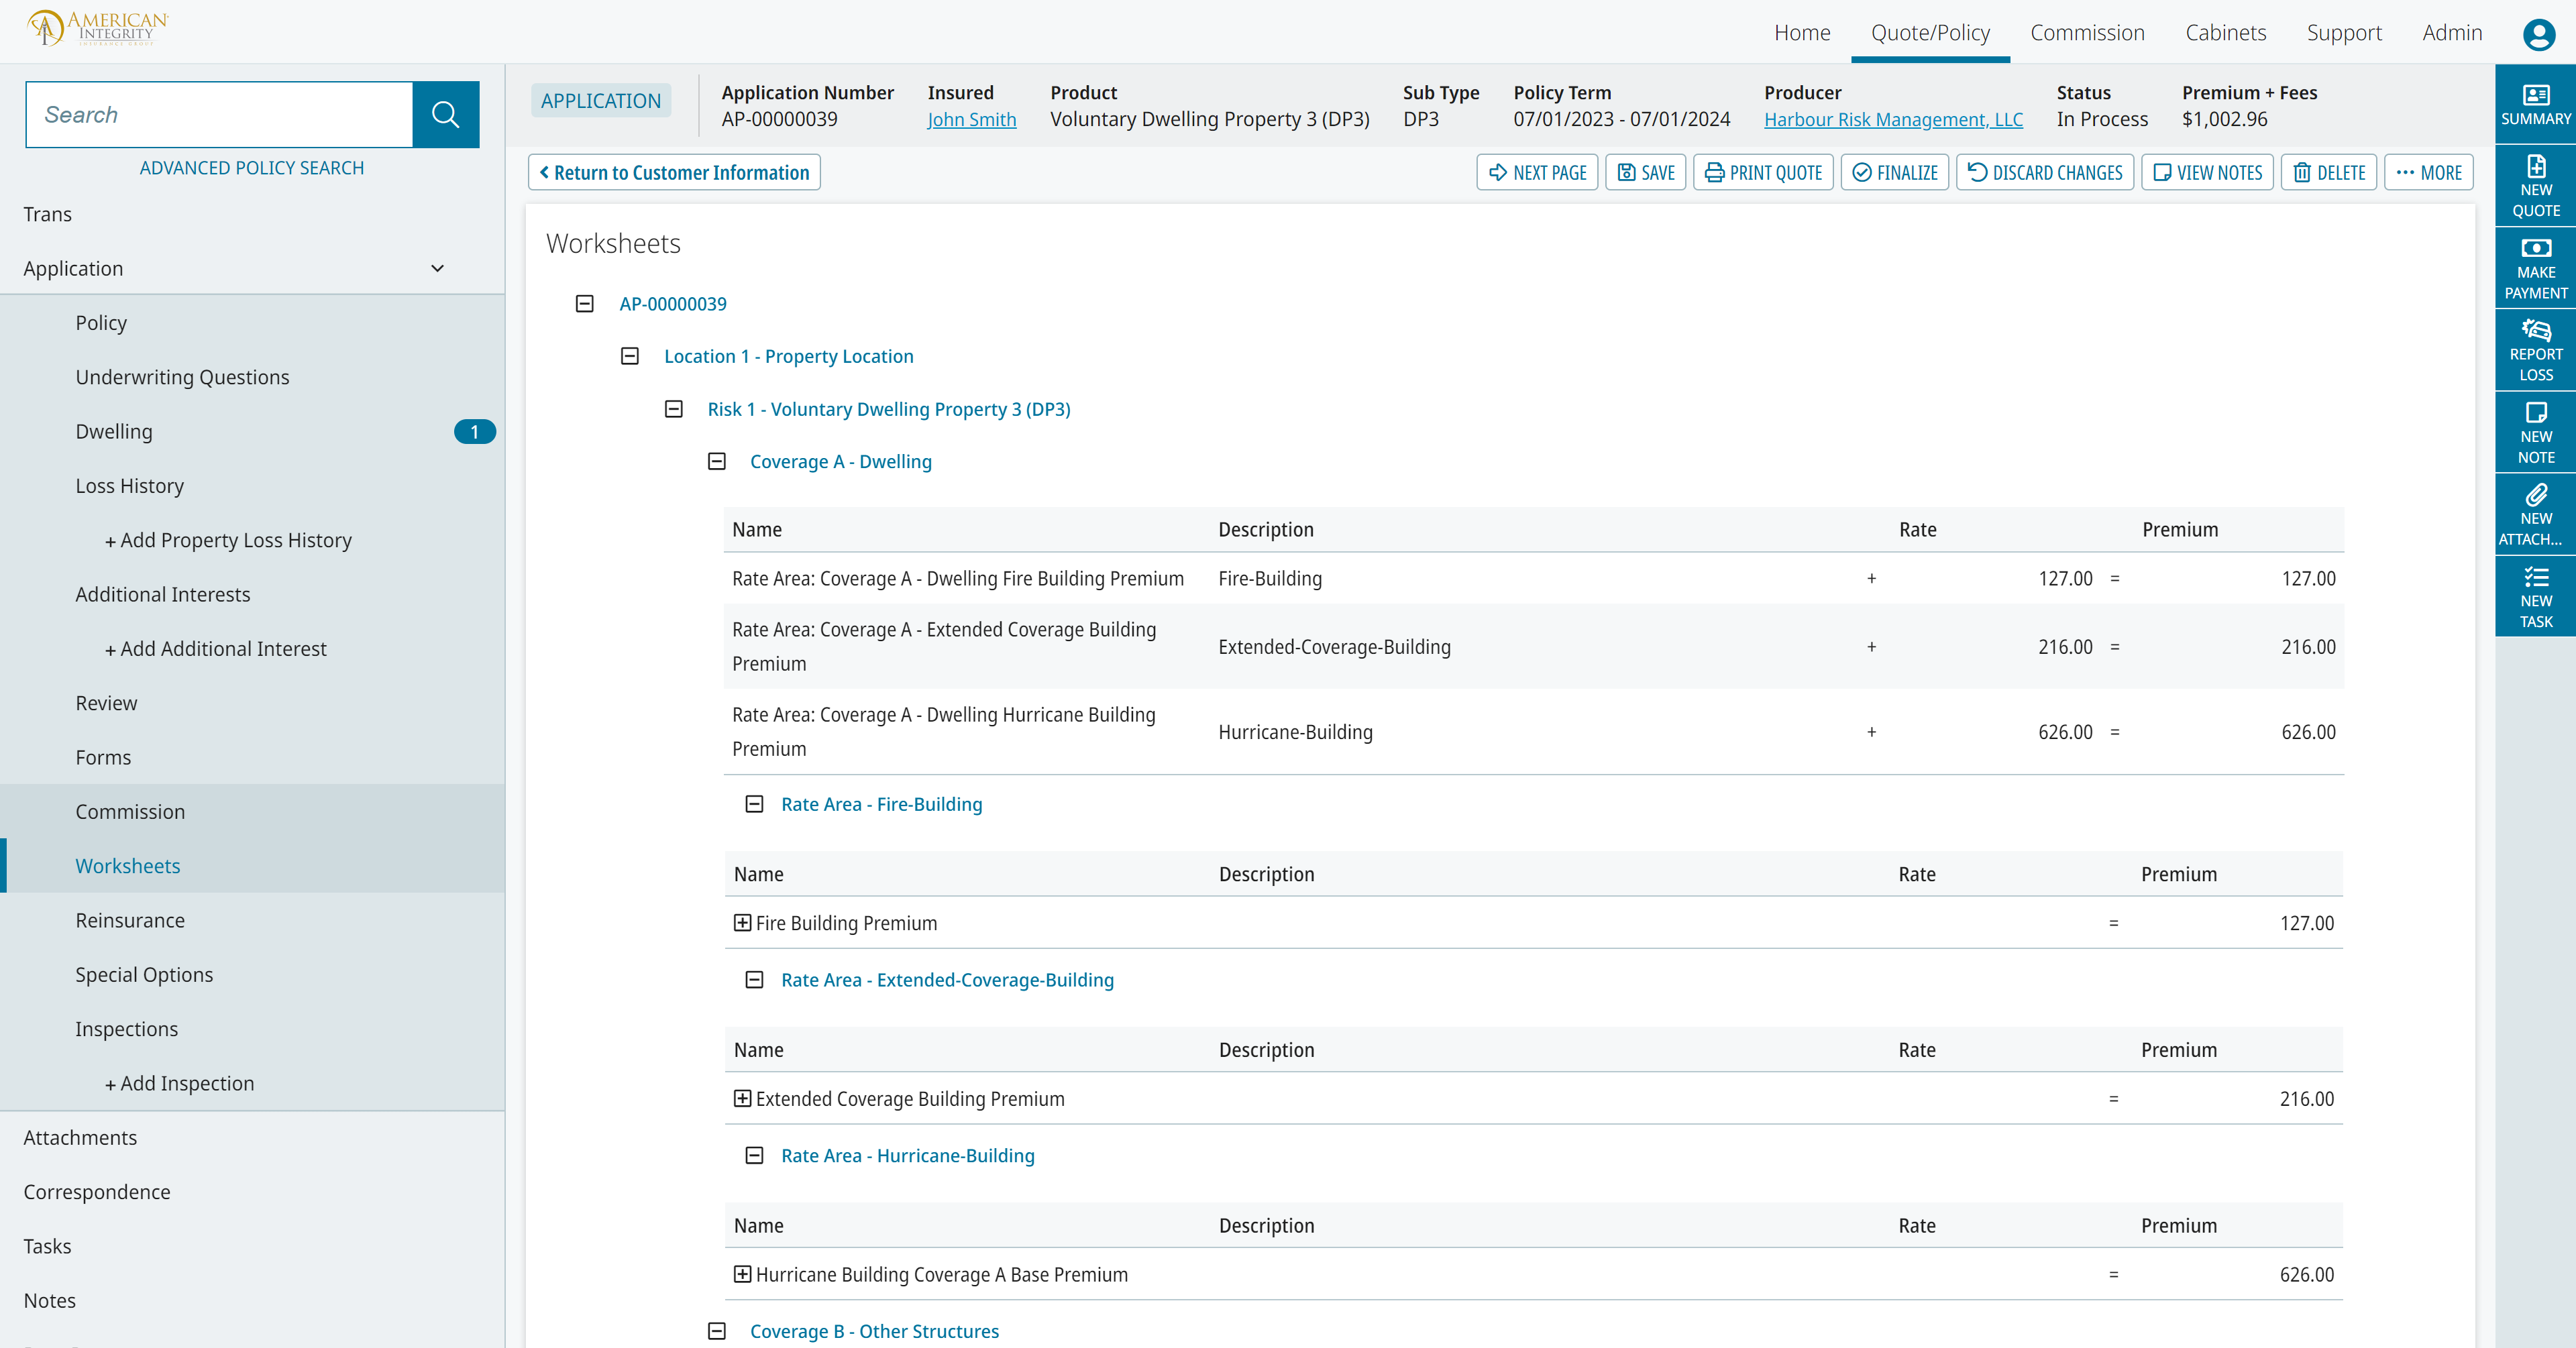 AMERICAN
INTEGRITY
INSURANCE GROUP
Home
Quote/Policy
Commission
Cabinets
Support
Admin
Search
ADVANCED POLICY SEARCH
Trans
Application
Policy
Underwriting Questions
Dwelling 1
Loss History
+ Add Property Loss History
Additional Interests
+ Add Additional Interest
Review
Forms
Commission
Worksheets
Reinsurance
Special Options
Inspections
+ Add Inspection
Attachments
Correspondence
Tasks
Notes
APPLICATION
Application Number
AP-00000039
Insured
John Smith
Product
Voluntary Dwelling Property 3 (DP3)
Sub Type
DP3
Policy Term
07/01/2023 - 07/01/2024
Producer
Harbour Risk Management, LLC
Status
In Process
Premium + Fees
$1,002.96
Return to Customer Information
NEXT PAGE
SAVE
PRINT QUOTE
FINALIZE
DISCARD CHANGES
VIEW NOTES
DELETE
MORE
Worksheets
AP-00000039
Location 1 - Property Location
Risk 1 - Voluntary Dwelling Property 3 (DP3)
Coverage A - Dwelling
Name Description Rate Premium
Rate Area: Coverage A - Dwelling Fire Building Premium Fire-Building + 127.00 = 127.00
Rate Area: Coverage A - Extended Coverage Building
Premium Extended-Coverage-Building + 216.00 = 216.00
Rate Area: Coverage A - Dwelling Hurricane Building
Premium Hurricane-Building + 626.00 = 626.00
Rate Area - Fire-Building
Name Description Rate Premium
Fire Building Premium = 127.00
Rate Area - Extended-Coverage-Building
Name Description Rate Premium
Extended Coverage Building Premium = 216.00
Rate Area - Hurricane-Building
Name Description Rate Premium
Hurricane Building Coverage A Base Premium = 626.00
Coverage B - Other Structures
SUMMARY
NEW
QUOTE
MAKE
PAYMENT
REPORT
LOSS
NEW
NOTE
NEW
ATTACH...
NEW
TASK